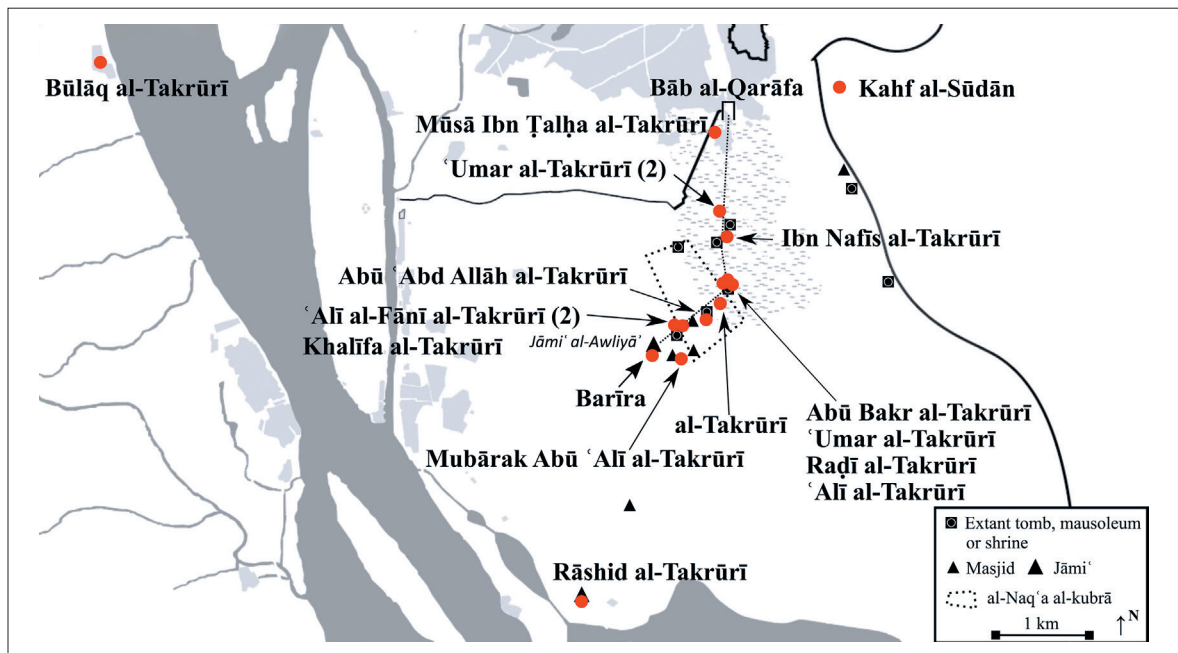 Būlāq al-Takrūrī
Bāb al-Qarāfa
Kahf al-Sūdān
Mūsā Ibn Ṭalḥa al-Takrūrī
ʿUmar al-Takrūrī (2)
Ibn Nafīs al-Takrūrī
Abū ʿAbd Allāh al-Takrūrī
ʿAlī al-Fānī al-Takrūrī (2)
Khalīfa al-Takrūrī
Jāmiʿ al-Awliyāʾ
Barīra
al-Takrūrī
Mubārak Abū ʿAlī al-Takrūrī
Abū Bakr al-Takrūrī
ʿUmar al-Takrūrī
Raḍī al-Takrūrī
ʿAlī al-Takrūrī
Rāshid al-Takrūrī
Extant tomb, mausoleum
or shrine
Masjid Jāmiʿ
al-Naqʿa al-kubrā
1 km
N